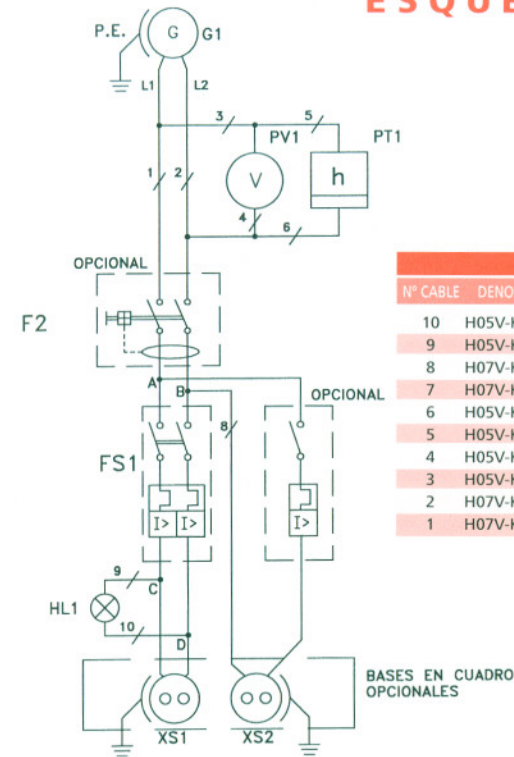 ESQUE
P.E.
G
G1
L1
L2
3
5
PV1
PT1
1
2
V
h
4
6
OPCIONAL
F2
A
B
OPCIONAL
8
FS1
I>
I>
I>
9
C
HL1
10
D
BASES EN CUADRO
OPCIONALES
XS1
XS2
Nº CABLE DENO
10 H05V-K
9 H05V-K
8 H07V-K
7 H07V-K
6 H05V-K
5 H05V-K
4 H05V-K
3 H05V-K
2 H07V-K
1 H07V-K